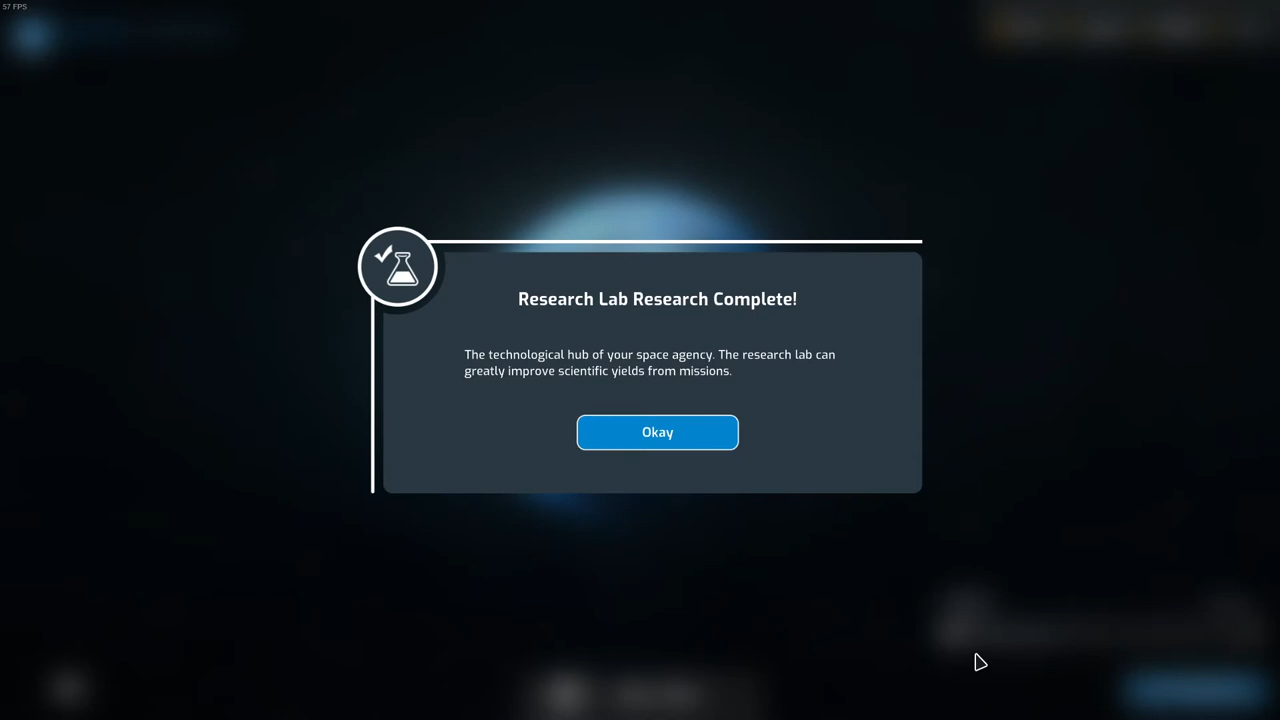 57 FPS
Research Lab Research Complete!
The technological hub of your space agency. The research lab can
greatly improve scientific yields from missions.
Okay